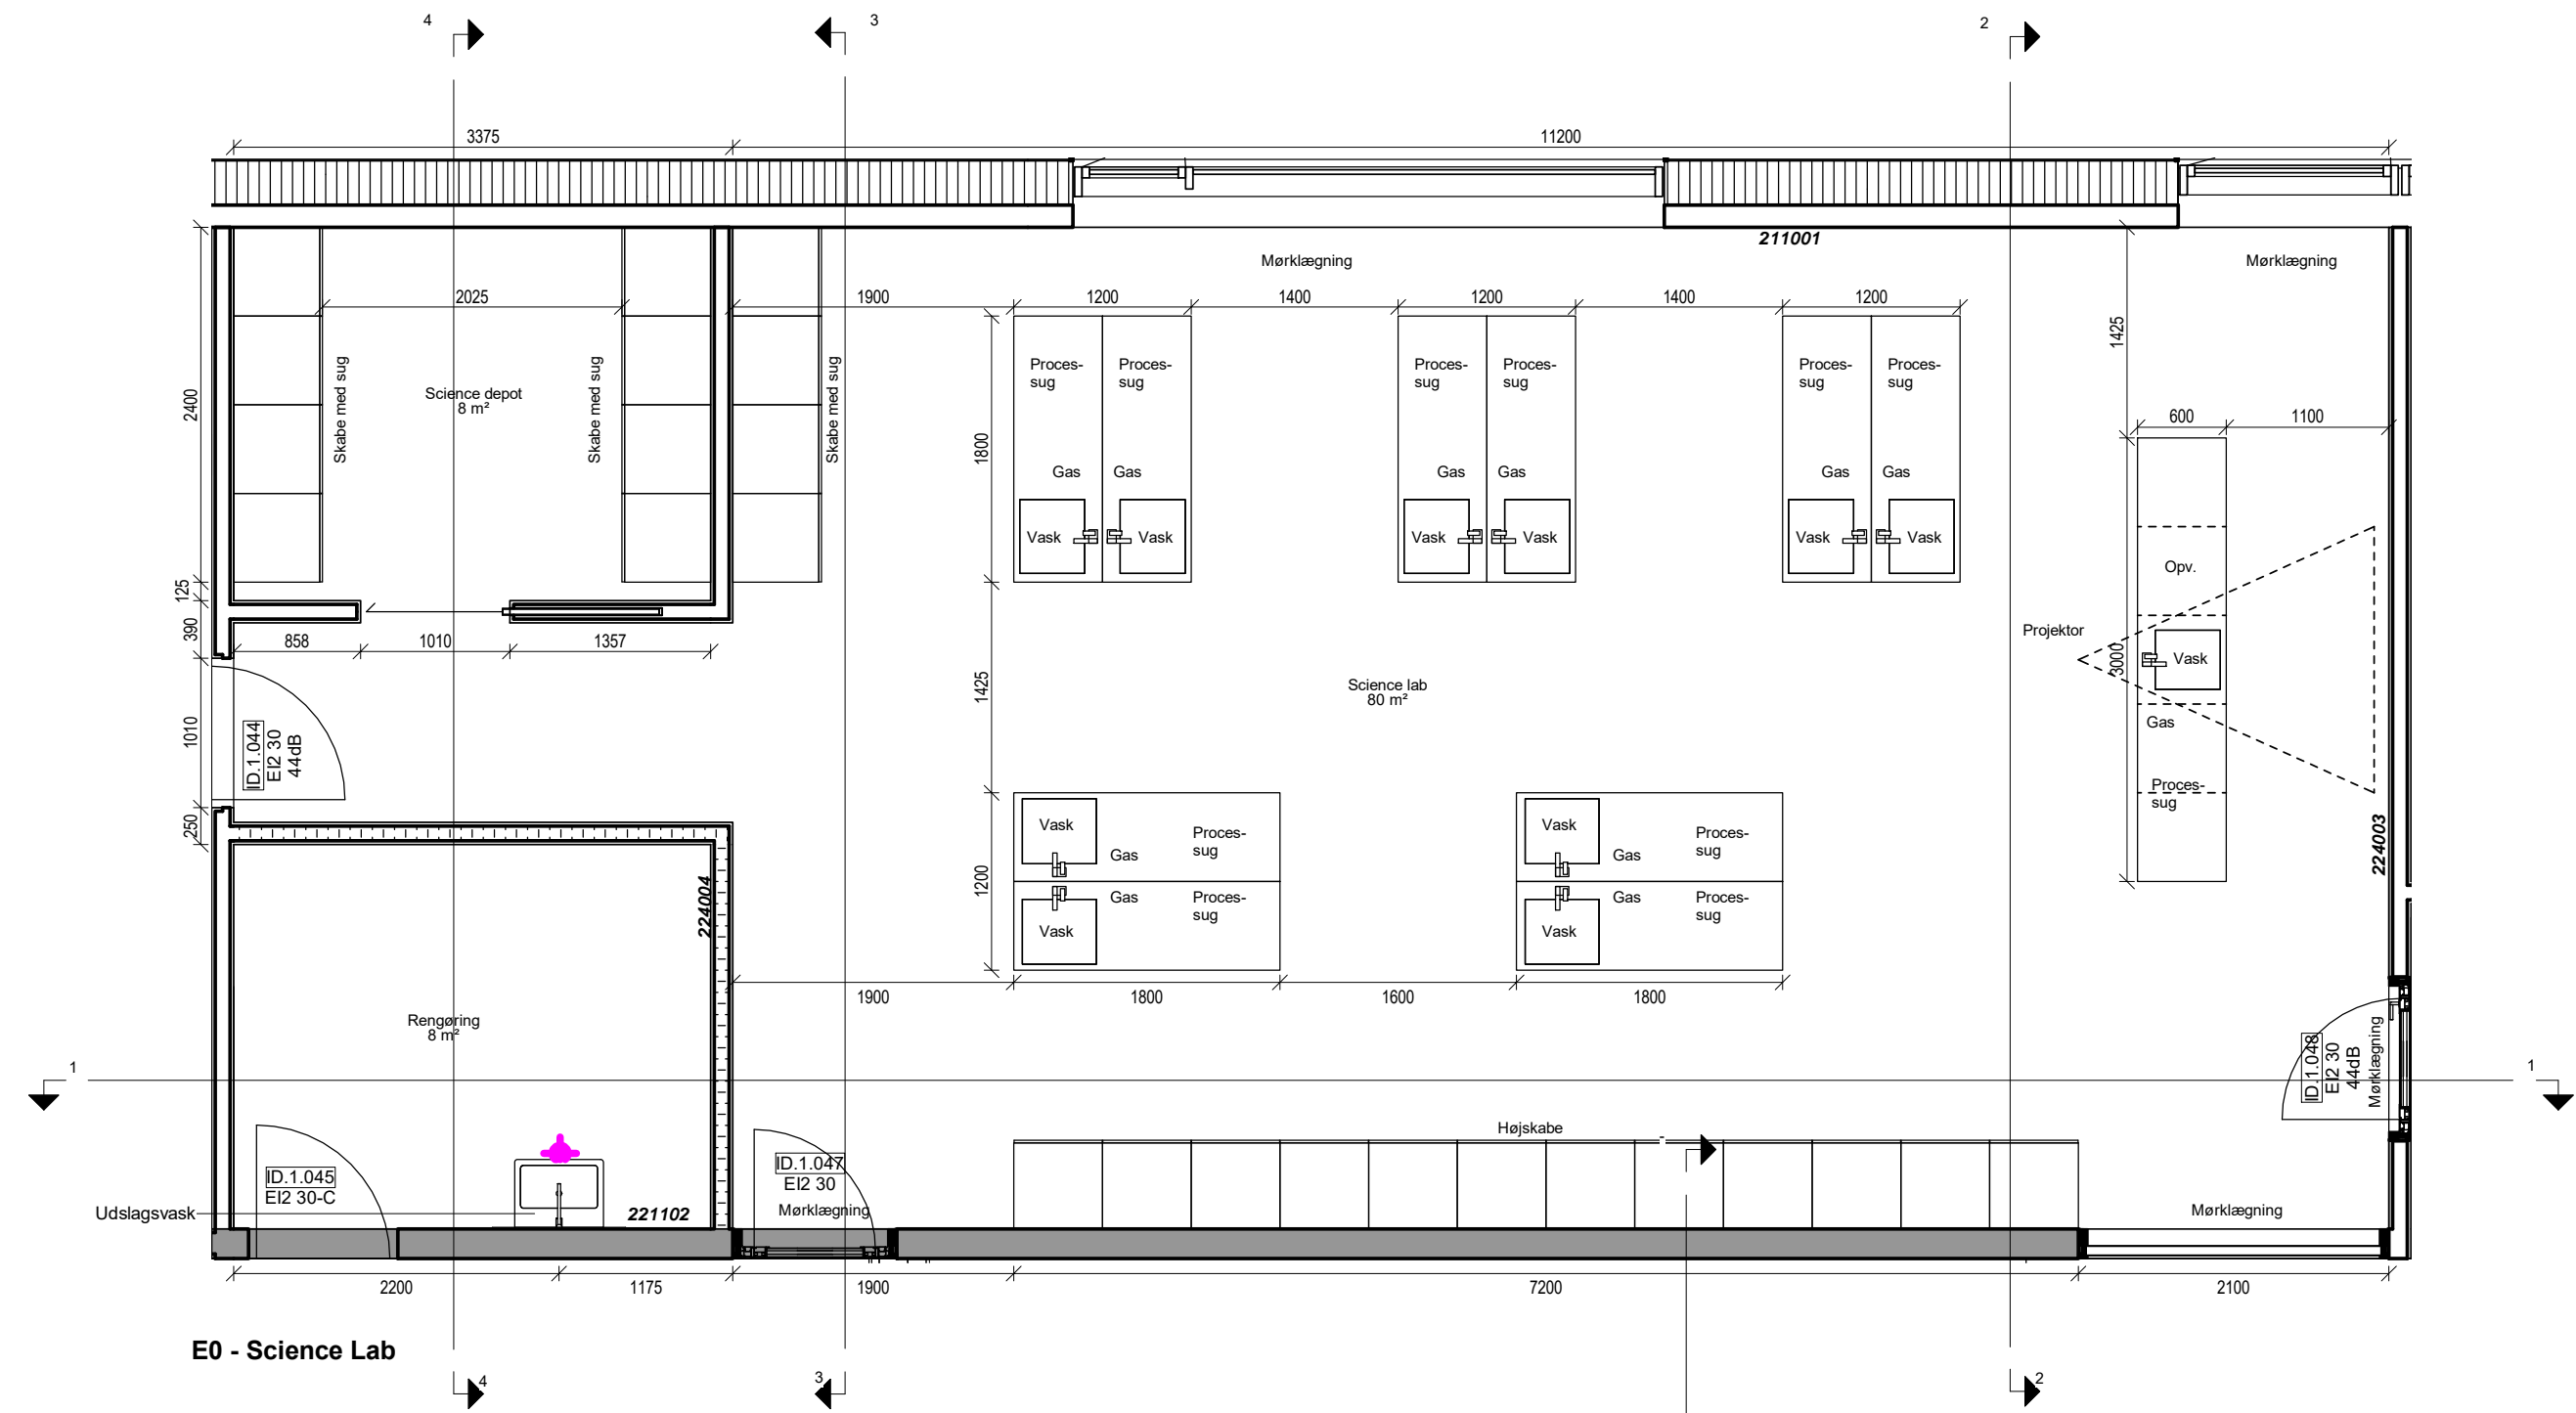 4
3
2
3375
11200
211001
Mørklægning
Mørklægning
2025
1900
1200
1400
1200
1400
1200
1425
2400
Skabe med sug
Science depot
8 m²
Skabe med sug
Skabe med sug
1800
Proces-
sug
Proces-
sug
Proces-
sug
Proces-
sug
Proces-
sug
Proces-
sug
600
1100
Gas
Gas
Gas
Gas
Gas
Gas
Vask
Vask
Vask
Vask
Vask
Vask
Opv.
125
390
858
1010
1357
Projektor
3000
Vask
Gas
Proces-
sug
1425
Science lab
80 m²
1010
ID.1.044
EI2 30
44dB
250
224003
1200
Vask
Gas
Proces-
sug
Vask
Gas
Proces-
sug
Gas
Proces-
sug
Vask
Gas
Proces-
sug
Vask
224004
1900
1800
1600
1800
Rengøring
8 m²
ID.1.048
EI2 30
44dB
Mørklægning
1
1
Højskabe
-
ID.1.045
EI2 30-C
ID.1.047
EI2 30
Mørklægning
Udslagsvask
221102
Mørklægning
2200
1175
1900
7200
2100
E0 - Science Lab
4
3
2